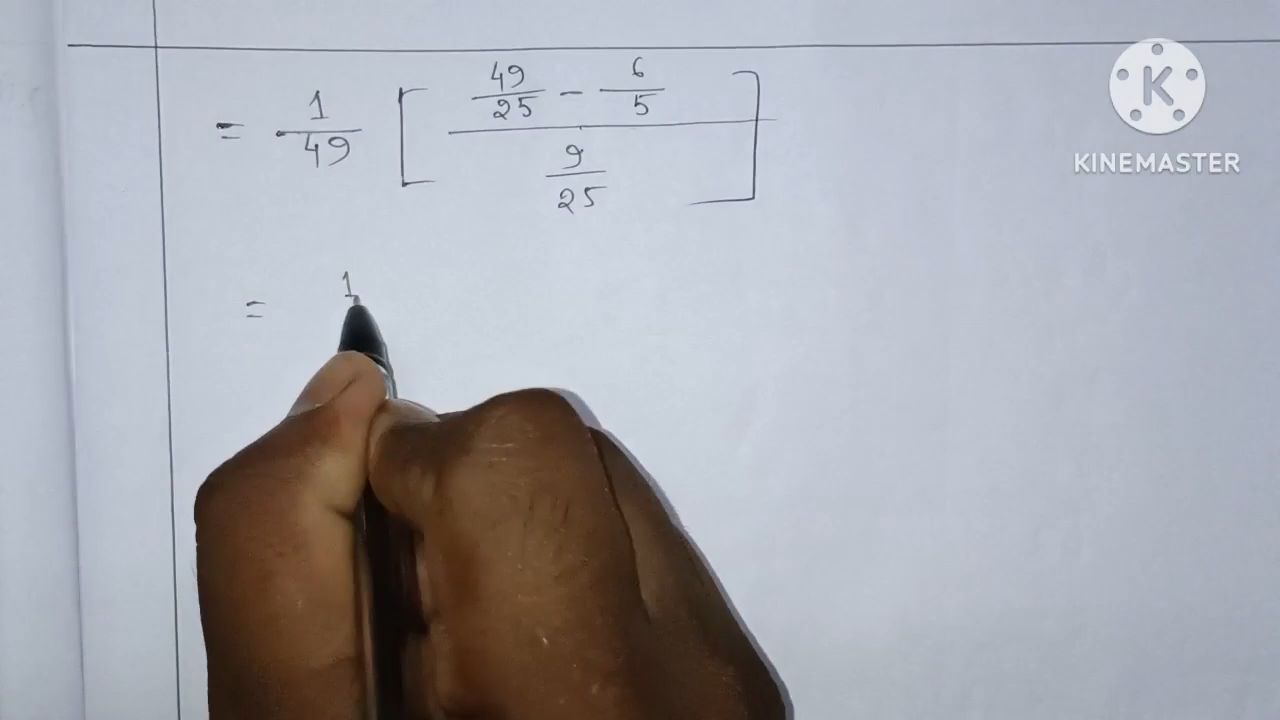 = 1/49 [ (49/25 - 6/5) / (9/25) ]
KINEMASTER
= 1